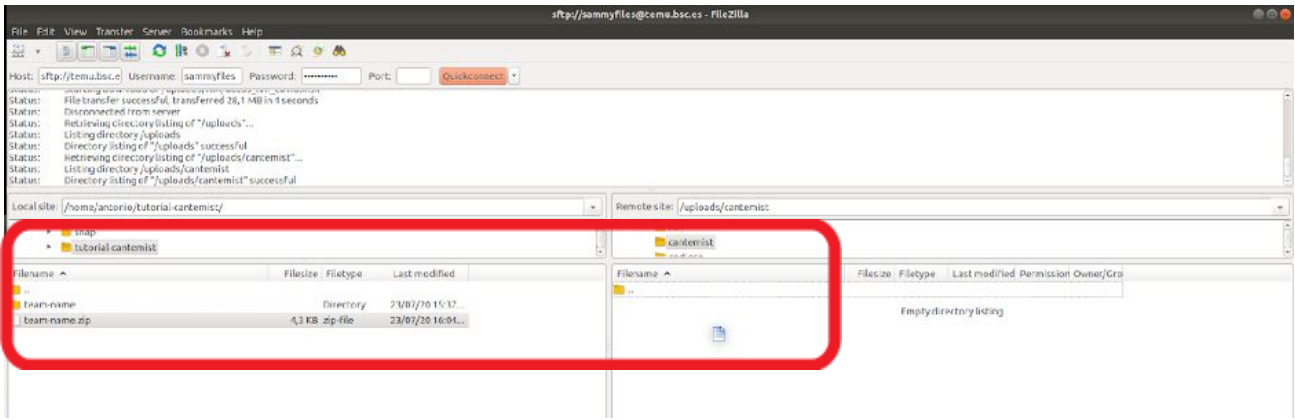 sftp://sammyfiles@temu.bsc.es - FileZilla
File Edit View Transfer Server Bookmarks Help
Host: sftp://temu.bsc.e Username: sammyfiles Password: •••••••••• Port: Quickconnect
Status:
Status: File transfer successful, transferred 28,1 MB in 4 seconds
Status: Disconnected from server
Status: Retrieving directory listing of "/uploads"...
Status: Listing directory /uploads
Status: Directory listing of "/uploads" successful
Status: Retrieving directory listing of "/uploads/cantemist"...
Status: Listing directory /uploads/cantemist
Status: Directory listing of "/uploads/cantemist" successful
Local site: /home/antonio/tutorial-cantemist/ Remote site: /uploads/cantemist
snap
tutorial-cantemist cantemist
Filename Filesize Filetype Last modified Filename Filesize Filetype Last modified Permission Owner/Gro
.. ..
team-name Directory 23/07/20 15:37... Empty directory listing
team-name.zip 4,3 KB zip-file 23/07/20 16:04...